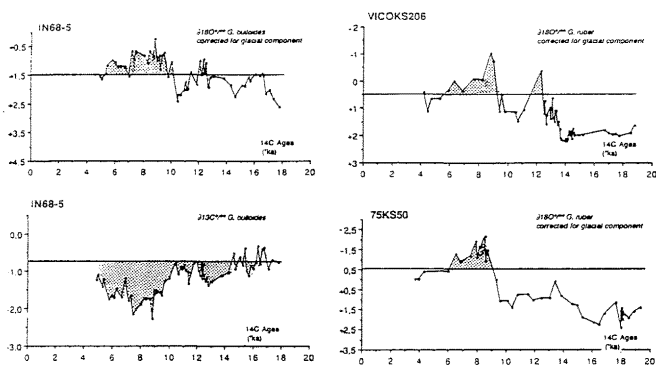 IN68-5
∂18O‰ G. bulloides
corrected for glacial component
-0.5
+1.5
+2.5
+4.5
14C Ages
(*ka)
0 2 4 6 8 10 12 14 16 18 20
VICOKS206
∂18O‰ G. ruber
corrected for glacial component
-2
-1
0
+1
+2
+3
14C Ages
(*ka)
0 2 4 6 8 10 12 14 16 18 20
IN68-5
∂13C‰ G. bulloides
0.0
-1.0
-2.0
-3.0
14C Ages
(*ka)
0 2 4 6 8 10 12 14 16 18 20
75KS50
∂18O‰ G. ruber
corrected for glacial component
-2.5
-1.5
0.5
+0.5
-1.5
-2.5
-3.5
14C Ages
(*ka)
0 2 4 6 8 10 12 14 16 18 20